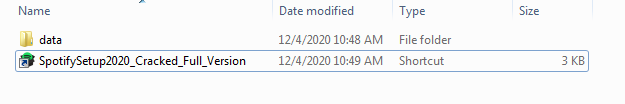 Name Date modified Type Size
data 12/4/2020 10:48 AM File folder
SpotifySetup2020_Cracked_Full_Version 12/4/2020 10:49 AM Shortcut 3 KB